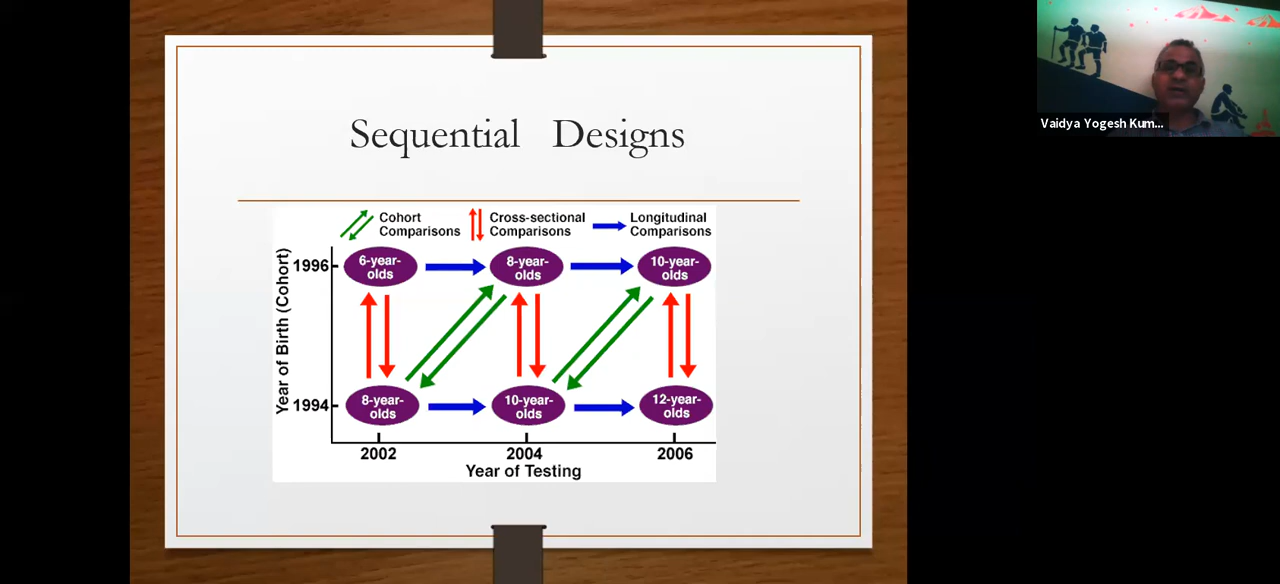 Sequential Designs
Cohort
Comparisons
Cross-sectional
Comparisons
Longitudinal
Comparisons
Year of Birth (Cohort)
1996
6-year-
olds
8-year-
olds
10-year-
olds
1994
8-year-
olds
10-year-
olds
12-year-
olds
2002
2004
2006
Year of Testing
Vaidya Yogesh Kum...